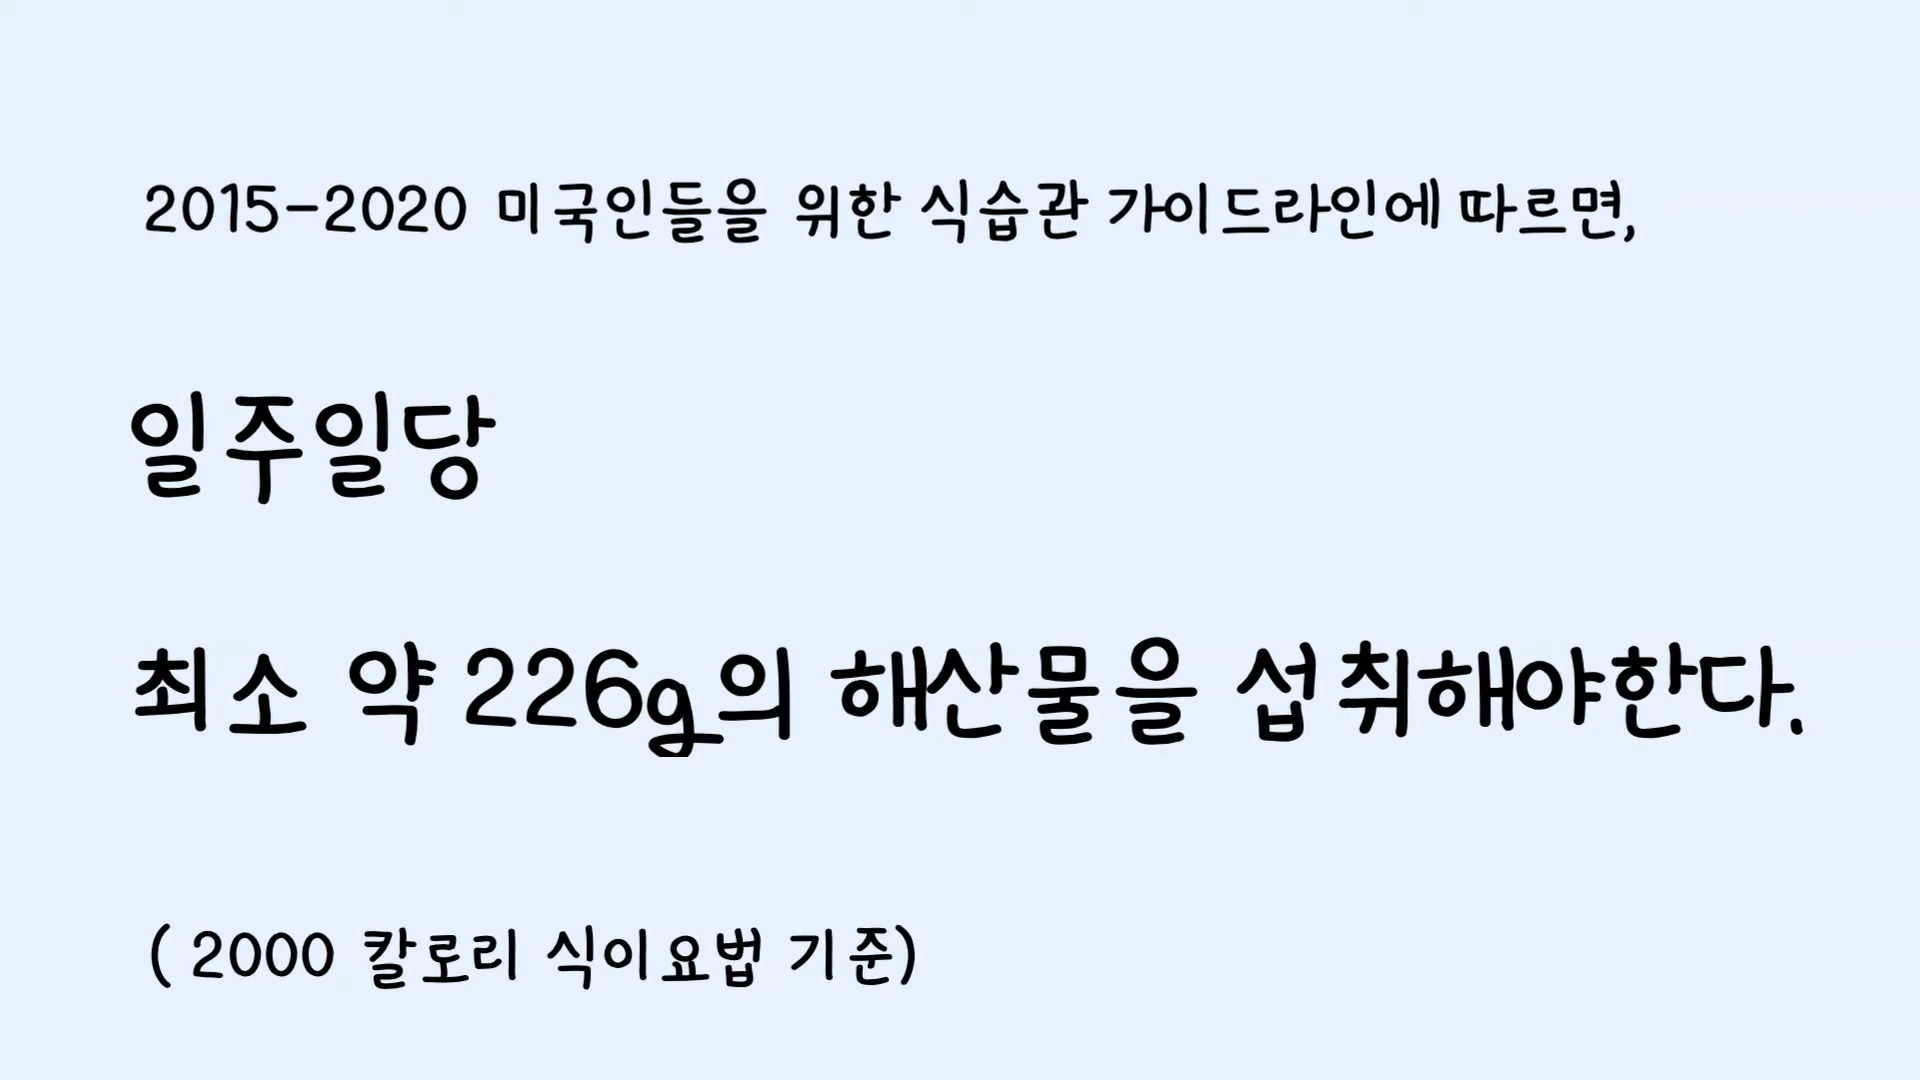 2015-2020 미국인들을 위한 식습관 가이드라인에 따르면,
일주일당
최소 약 226g의 해산물을 섭취해야한다.
( 2000 칼로리 식이요법 기준)